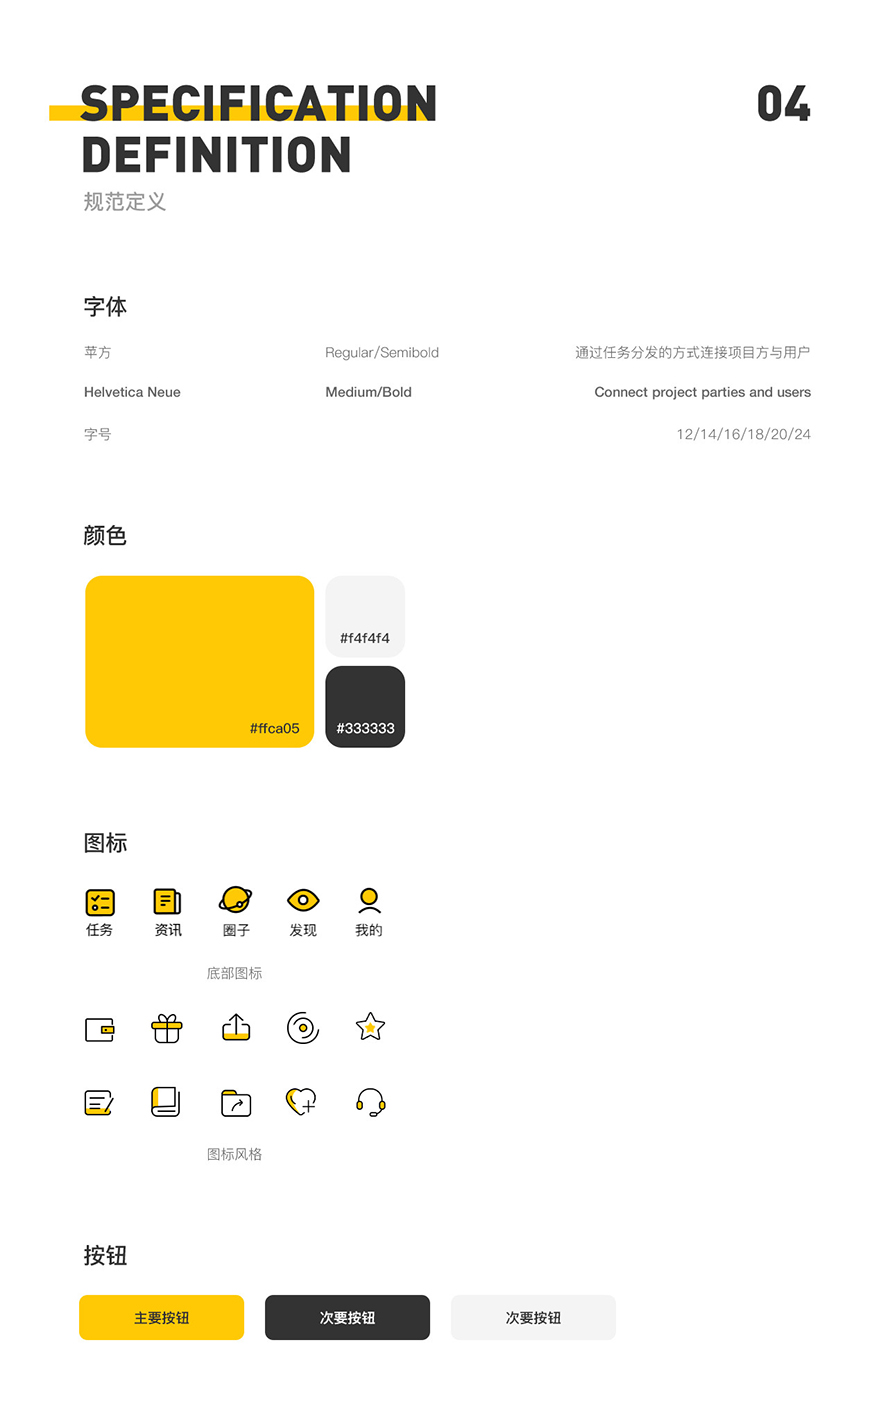 SPECIFICATION
04
DEFINITION
规范定义
字体
苹方 Regular/Semibold 通过任务分发的方式连接项目方与用户
Helvetica Neue Medium/Bold Connect project parties and users
字号 12/14/16/18/20/24
颜色
#f4f4f4
#ffca05 #333333
图标
任务 资讯 圈子 发现 我的
底部图标
图标风格
按钮
主要按钮 次要按钮 次要按钮